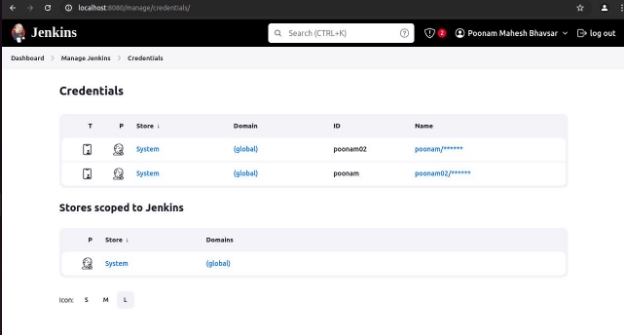 localhost:8080/manage/credentials/
Jenkins
Search (CTRL+K)
2
Poonam Mahesh Bhavsar
log out
Dashboard > Manage Jenkins > Credentials
Credentials
T P Store ↓ Domain ID Name
System (global) poonam02 poonam/******
System (global) poonam poonam02/******
Stores scoped to Jenkins
P Store ↓ Domains
System (global)
Icon: S M L